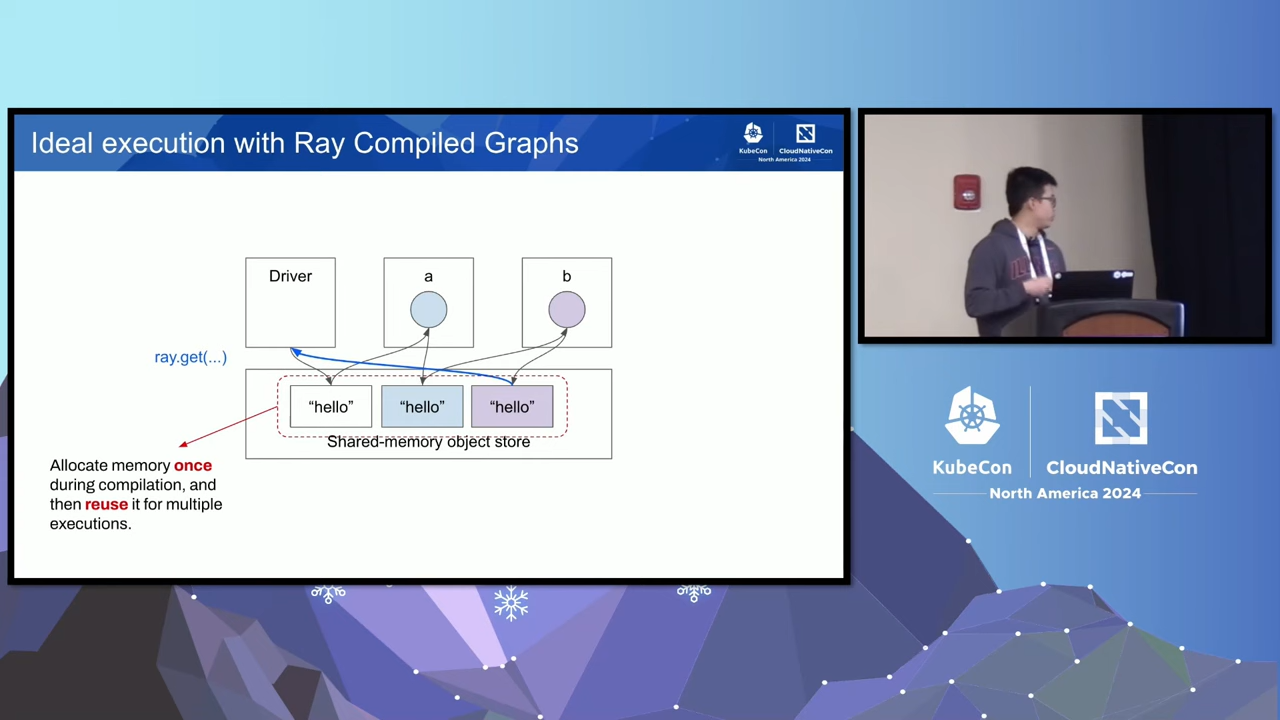 Ideal execution with Ray Compiled Graphs
KubeCon
CloudNativeCon
North America 2024
Driver
a
b
ray.get(...)
“hello”
“hello”
“hello”
Shared-memory object store
Allocate memory once
during compilation, and
then reuse it for multiple
executions.
KubeCon
CloudNativeCon
North America 2024